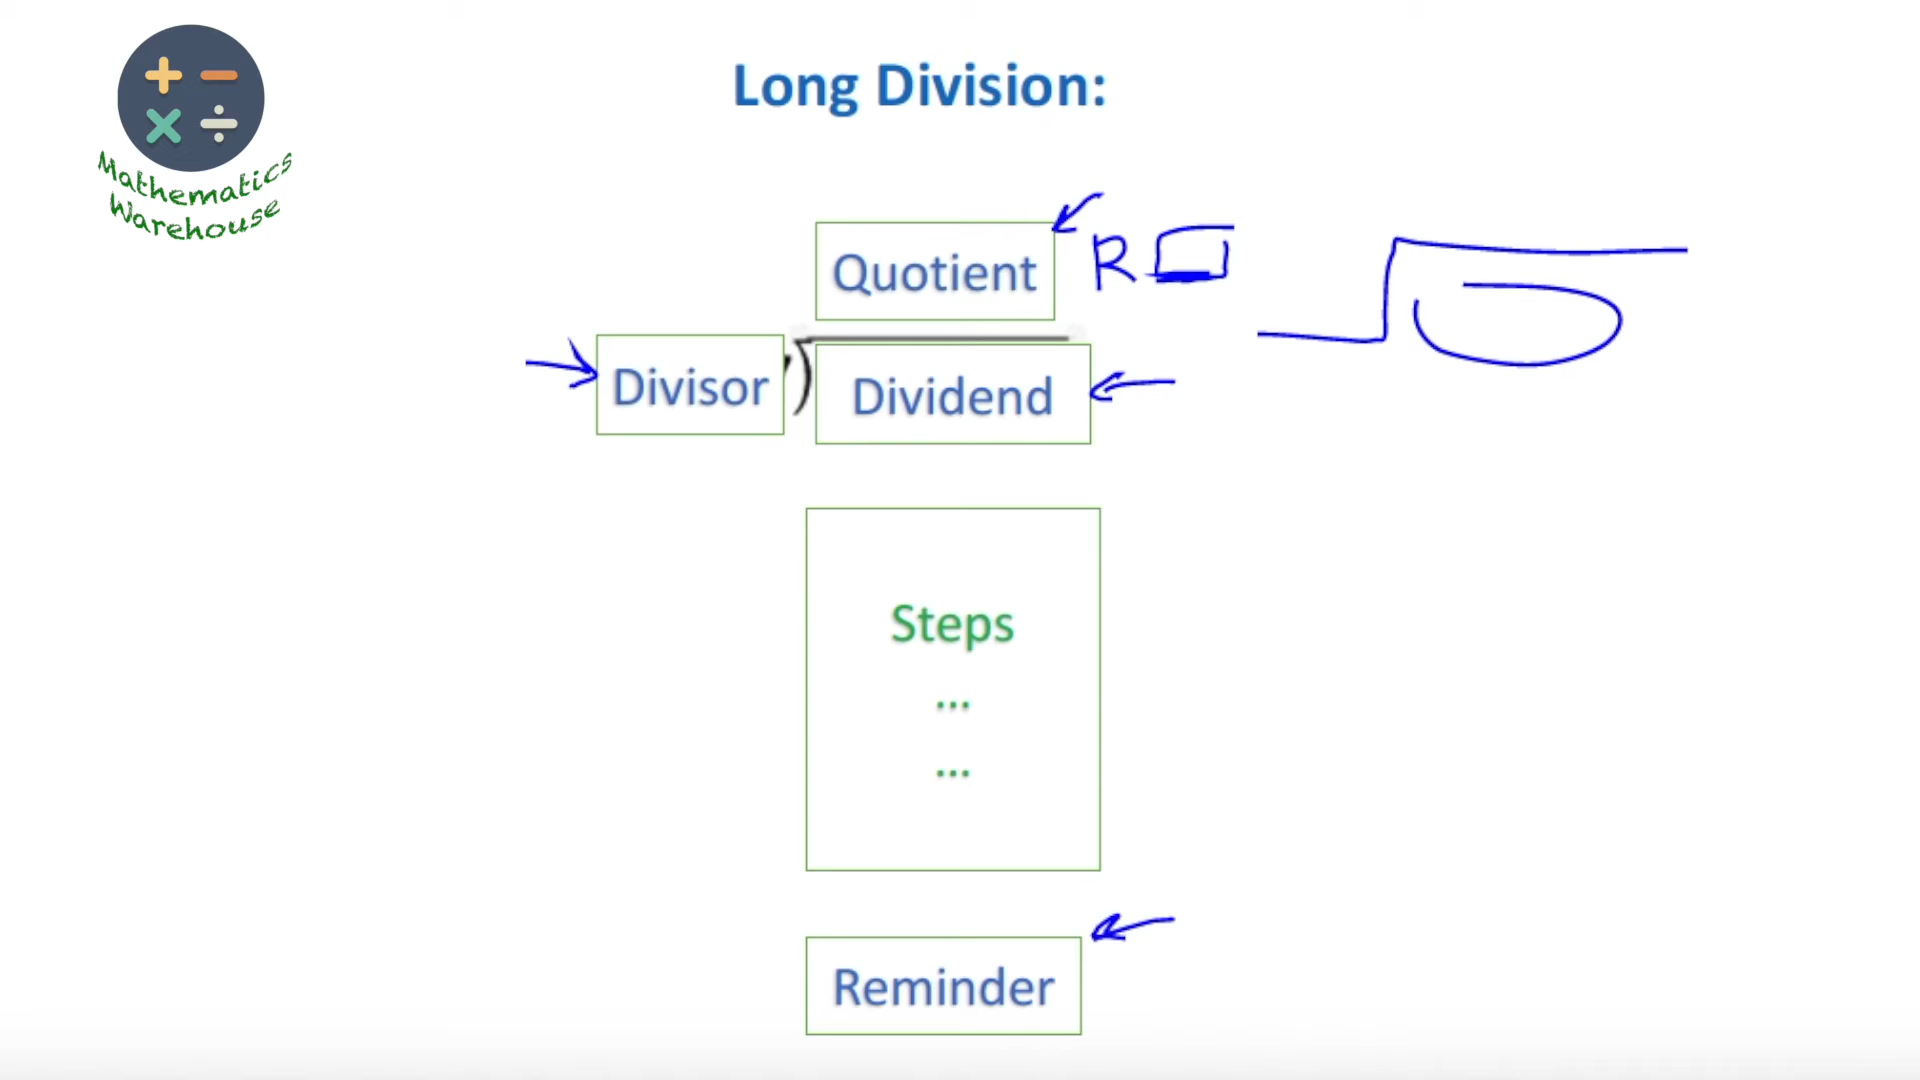 Mathematics
Warehouse
Long Division:
Quotient R
Divisor Dividend
Steps
...
...
Reminder